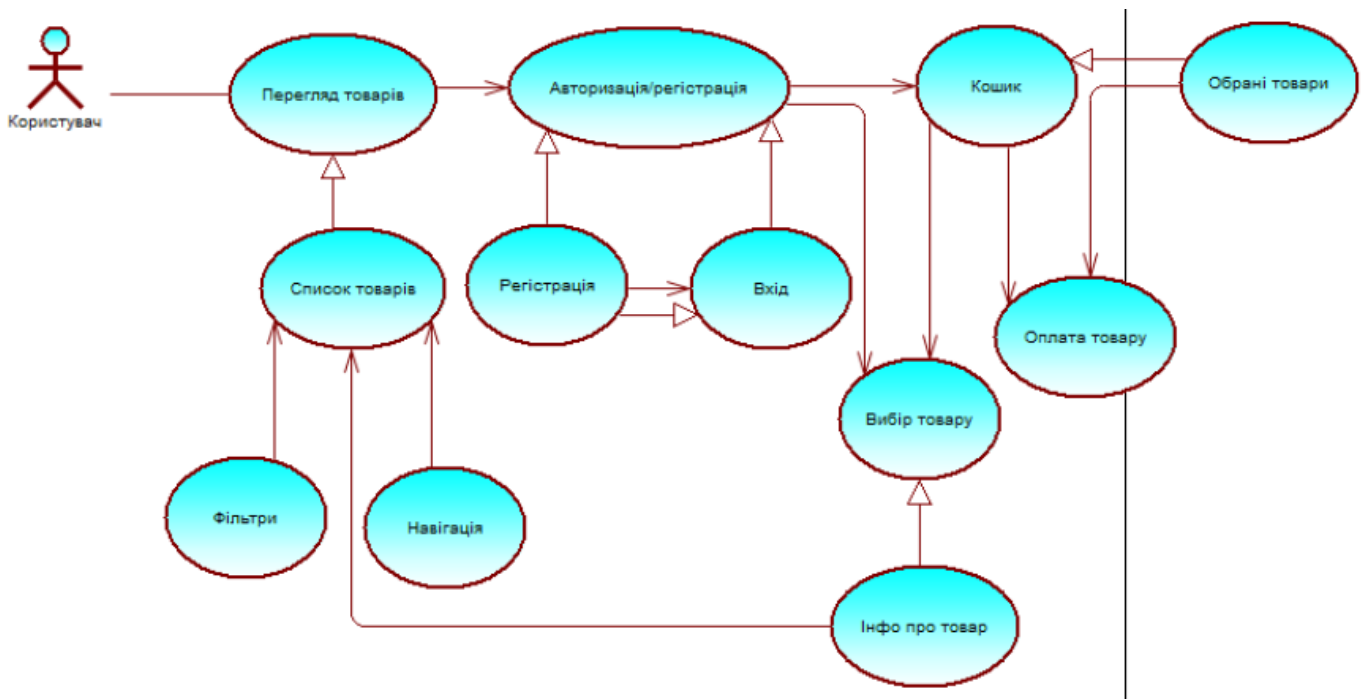 Користувач
Перегляд товарів
Авторизація/регістрація
Кошик
Обрані товари
Список товарів
Регістрація
Вхід
Оплата товару
Вибір товару
Фільтри
Навігація
Інфо про товар